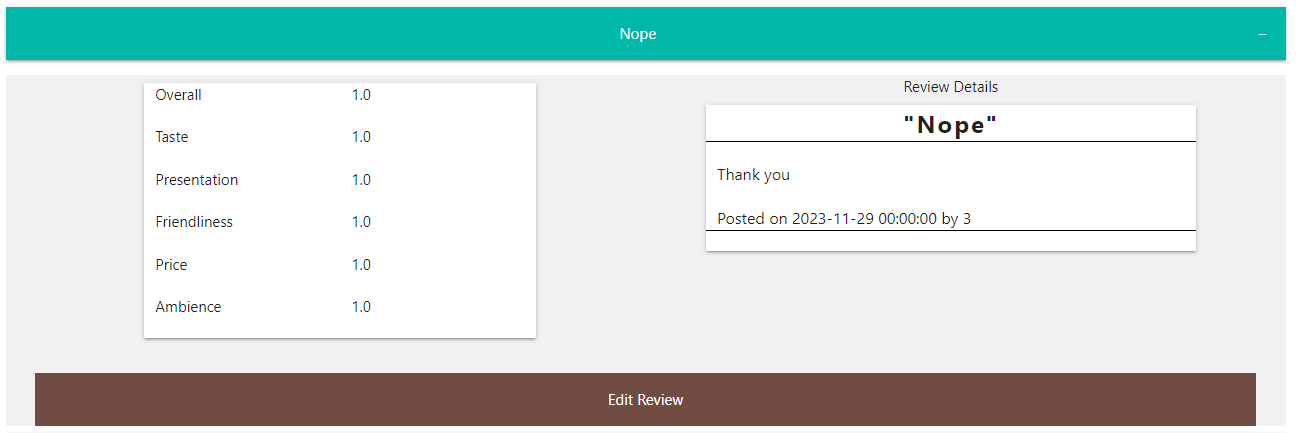 Nope –
Overall 1.0
Taste 1.0
Presentation 1.0
Friendliness 1.0
Price 1.0
Ambience 1.0
Review Details
"Nope"
Thank you
Posted on 2023-11-29 00:00:00 by 3
Edit Review